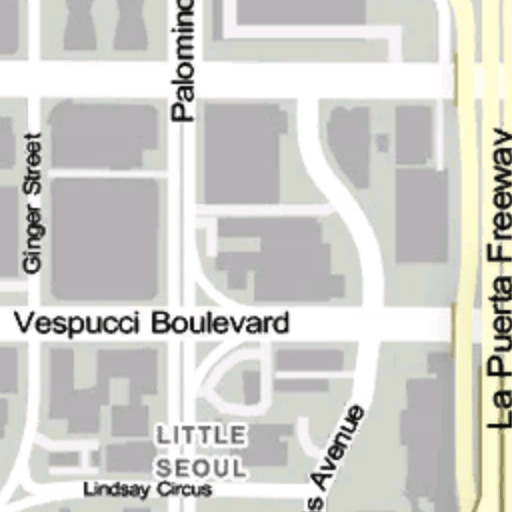 Palomino
Ginger Street
La Puerta Freeway
Vespucci Boulevard
LITTLE
SEOUL
Avenue
Lindsay Circus